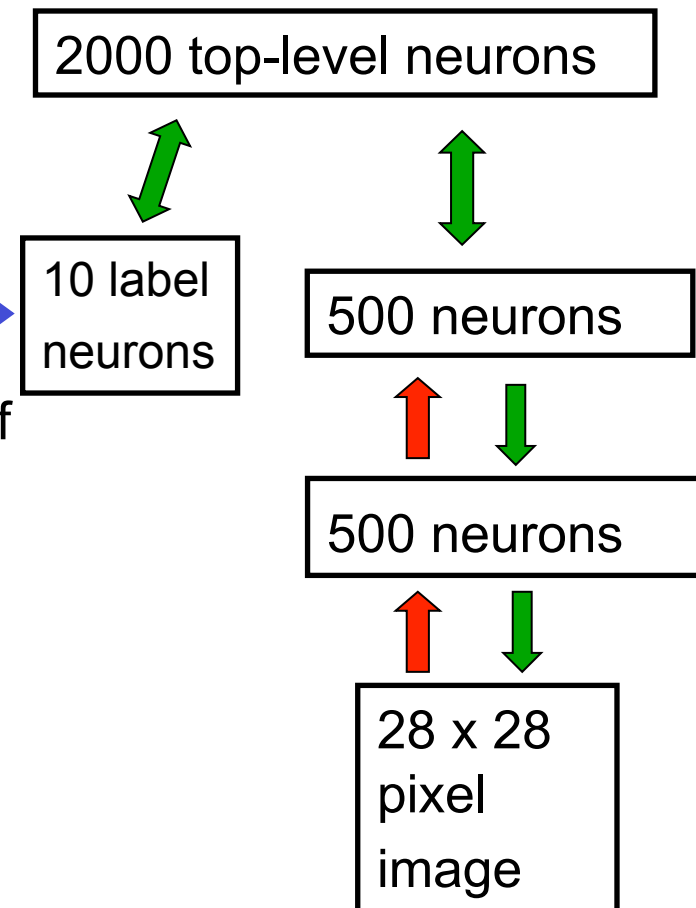 2000 top-level neurons
10 label
neurons
500 neurons
f
500 neurons
28 x 28
pixel
image